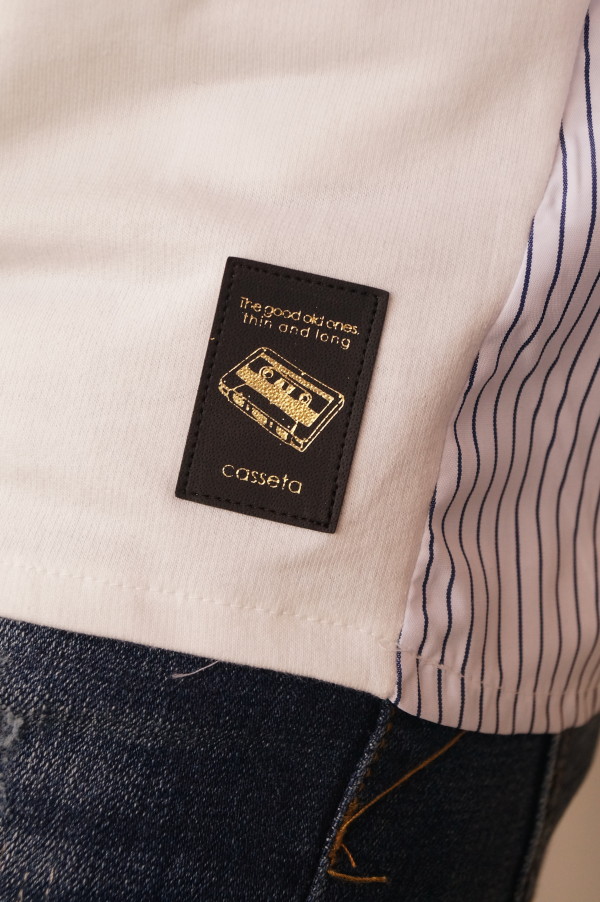 The good old ones.
thin and long
casseta